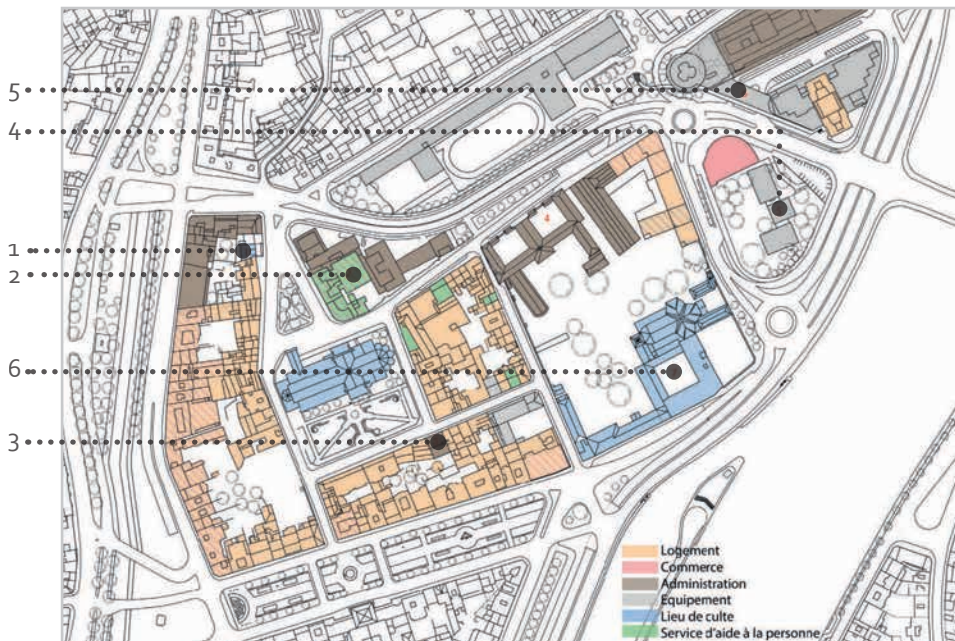 5
4
4
1
2
6
3
Logement
Commerce
Administration
Equipement
Lieu de culte
Service d'aide à la personne